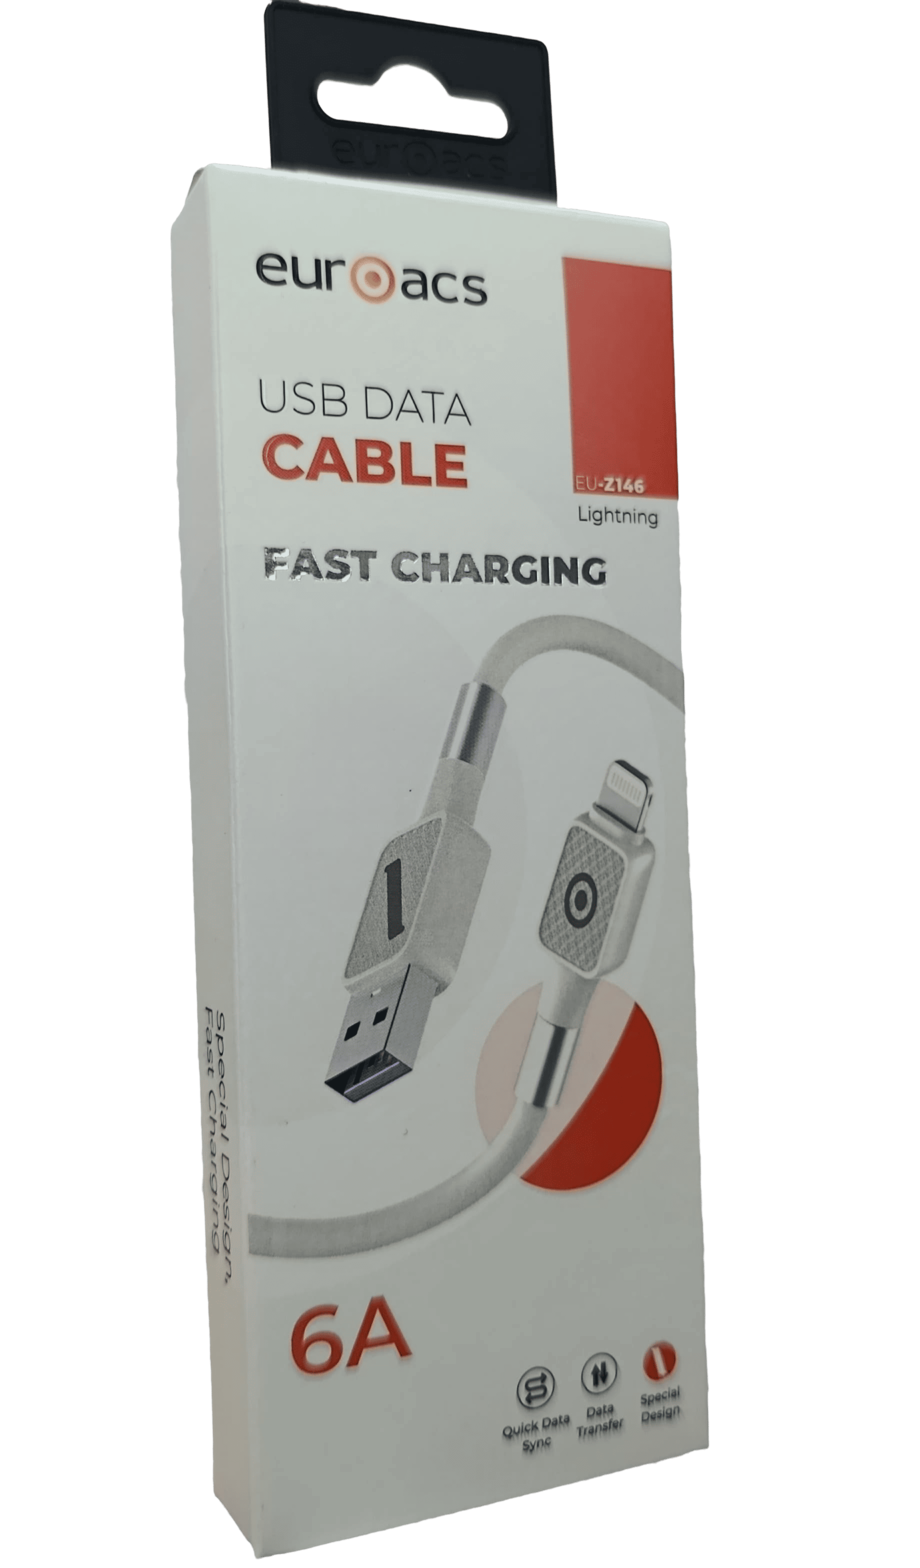 euroacs
euroacs
USB DATA
CABLE
EU-Z146
Lightning
FAST CHARGING
Special Design,
Fast Charging
6A
Quick Data
Sync
Data
Transfer
Special
Design